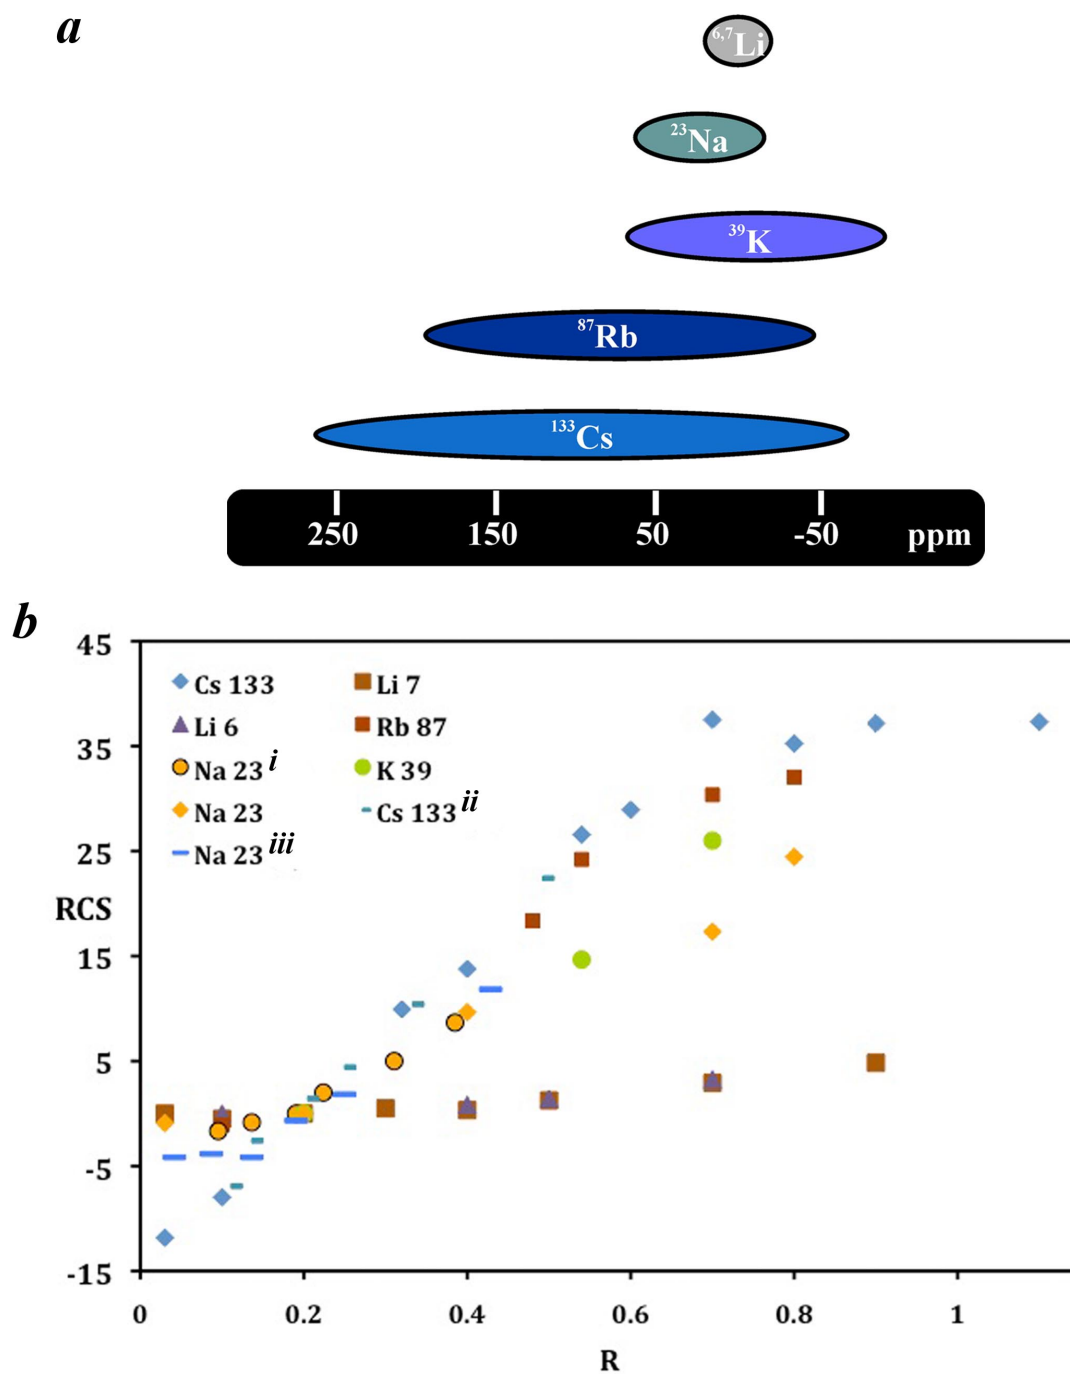 a
6,7Li
23Na
39K
87Rb
133Cs
250 150 50 -50 ppm
b
45
35
25
RCS
15
5
-5
-15
Cs 133 Li 7
Li 6 Rb 87
Na 23 i K 39
Na 23 Cs 133 ii
Na 23 iii
0 0.2 0.4 0.6 0.8 1
R